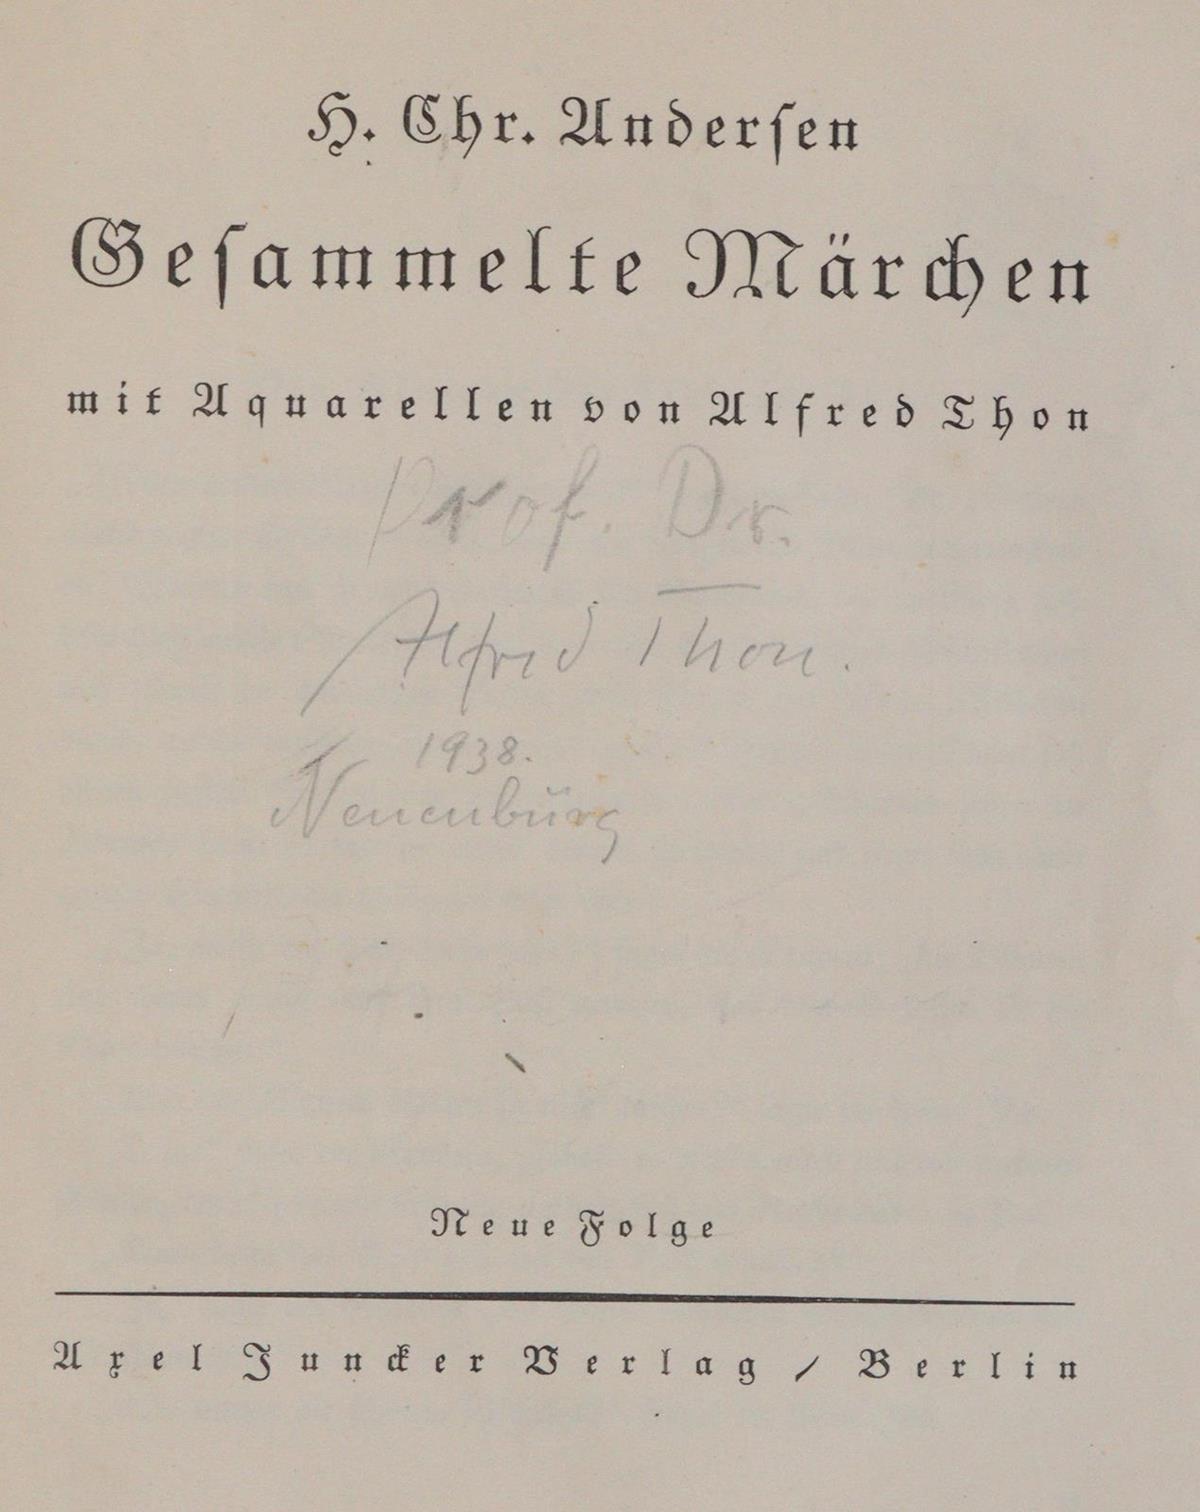 H. Chr. Anderſen
Geſammelte Märchen
mit Aquarellen von Alfred Thon
Prof. Dr.
Alfred Thon.
1938.
Neuenbürg
Neue Folge
Axel Juncker Verlag / Berlin